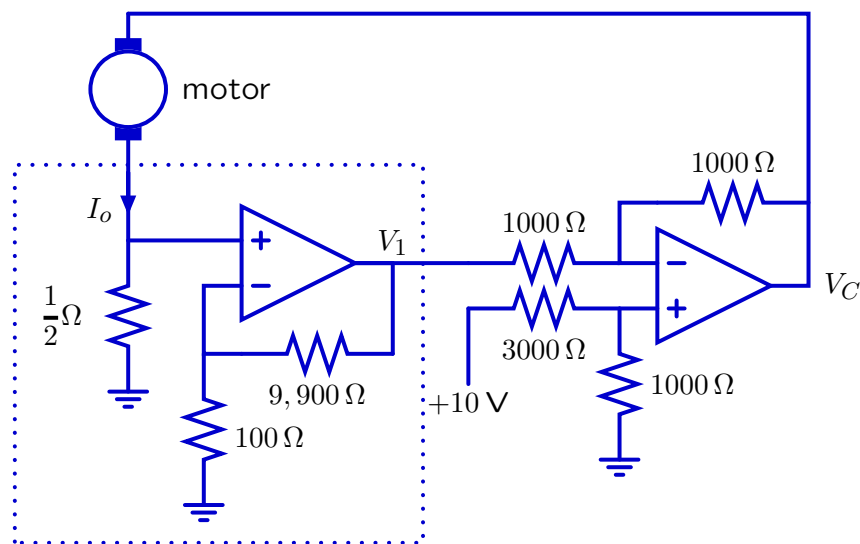 motor
1000 Ω
I_o
V_1
1000 Ω
+
−
−
+
V_C
1/2 Ω
3000 Ω
9,900 Ω
1000 Ω
+10 V
100 Ω